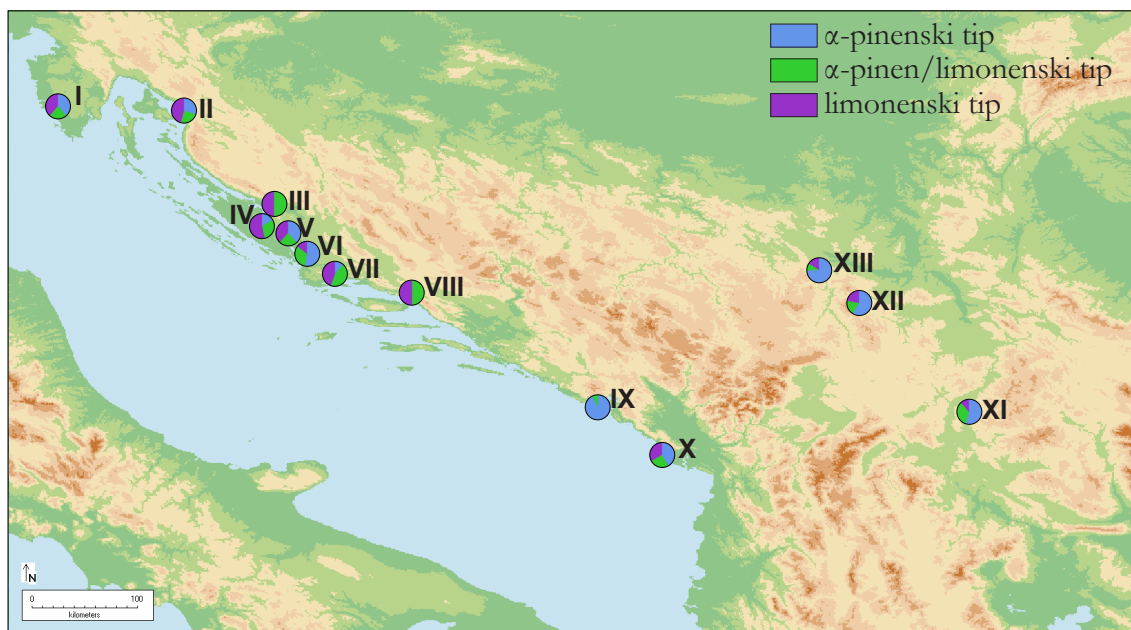 α-pinenski tip
α-pinen/limonenski tip
limonenski tip
I
II
III
IV
V
VI
VII
VIII
XIII
XII
IX
XI
X
N
0 100
kilometers